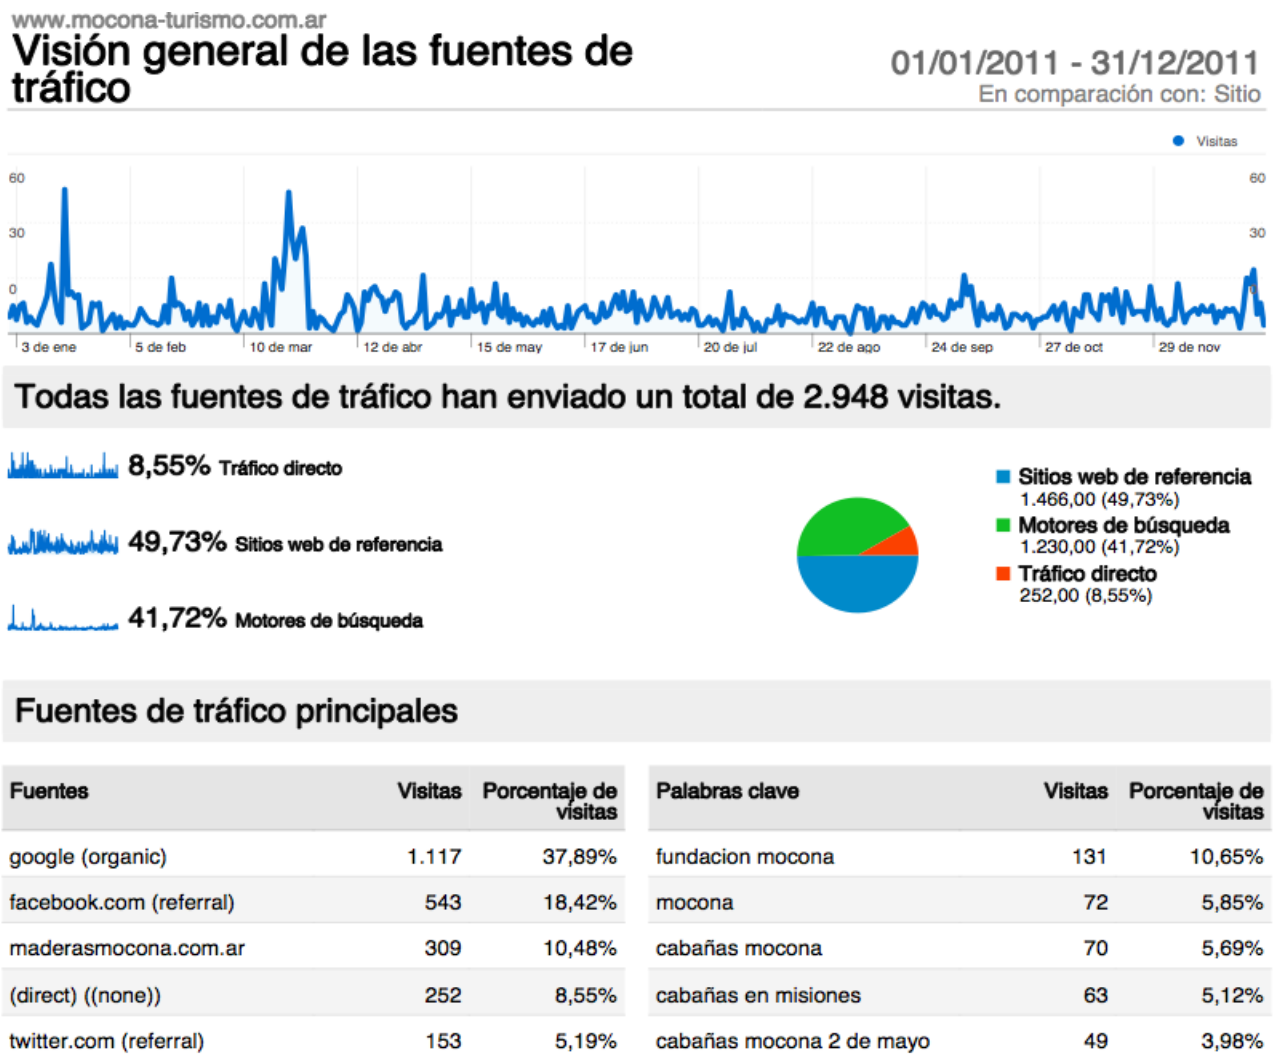 www.mocona-turismo.com.ar
Visión general de las fuentes de
tráfico
01/01/2011 - 31/12/2011
En comparación con: Sitio
Visitas
60 60
30 30
0 0
3 de ene 5 de feb 10 de mar 12 de abr 15 de may 17 de jun 20 de jul 22 de ago 24 de sep 27 de oct 29 de nov
Todas las fuentes de tráfico han enviado un total de 2.948 visitas.
8,55% Tráfico directo
49,73% Sitios web de referencia
41,72% Motores de búsqueda
Sitios web de referencia
1.466,00 (49,73%)
Motores de búsqueda
1.230,00 (41,72%)
Tráfico directo
252,00 (8,55%)
Fuentes de tráfico principales
Fuentes Visitas Porcentaje de
visitas
google (organic) 1.117 37,89%
facebook.com (referral) 543 18,42%
maderasmocona.com.ar 309 10,48%
(direct) ((none)) 252 8,55%
twitter.com (referral) 153 5,19%
Palabras clave Visitas Porcentaje de
visitas
fundacion mocona 131 10,65%
mocona 72 5,85%
cabañas mocona 70 5,69%
cabañas en misiones 63 5,12%
cabañas mocona 2 de mayo 49 3,98%